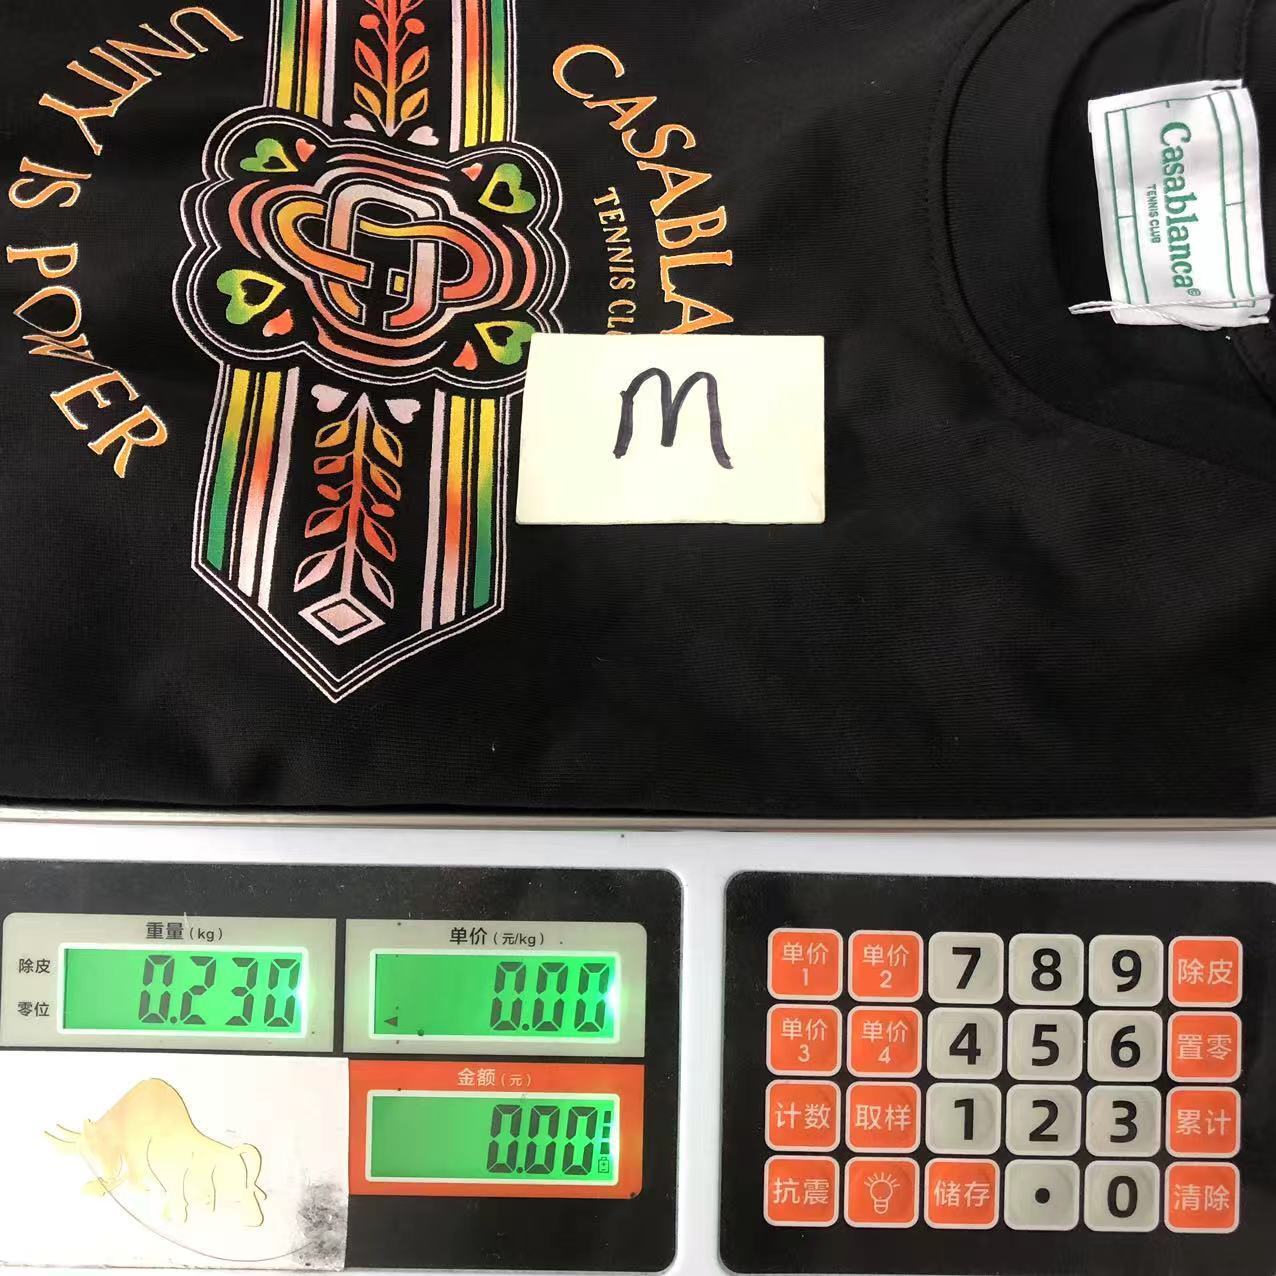 UNITY IS POWER
CASABLA
TENNIS CL
Casablanca®
TENNIS CLUB
M
重量(kg)
除皮
零位
0.230
单价(元/kg)
0.00
金额(元)
0.00
单价1 单价2 7 8 9 除皮
单价3 单价4 4 5 6 置零
计数 取样 1 2 3 累计
抗震 储存 • 0 清除